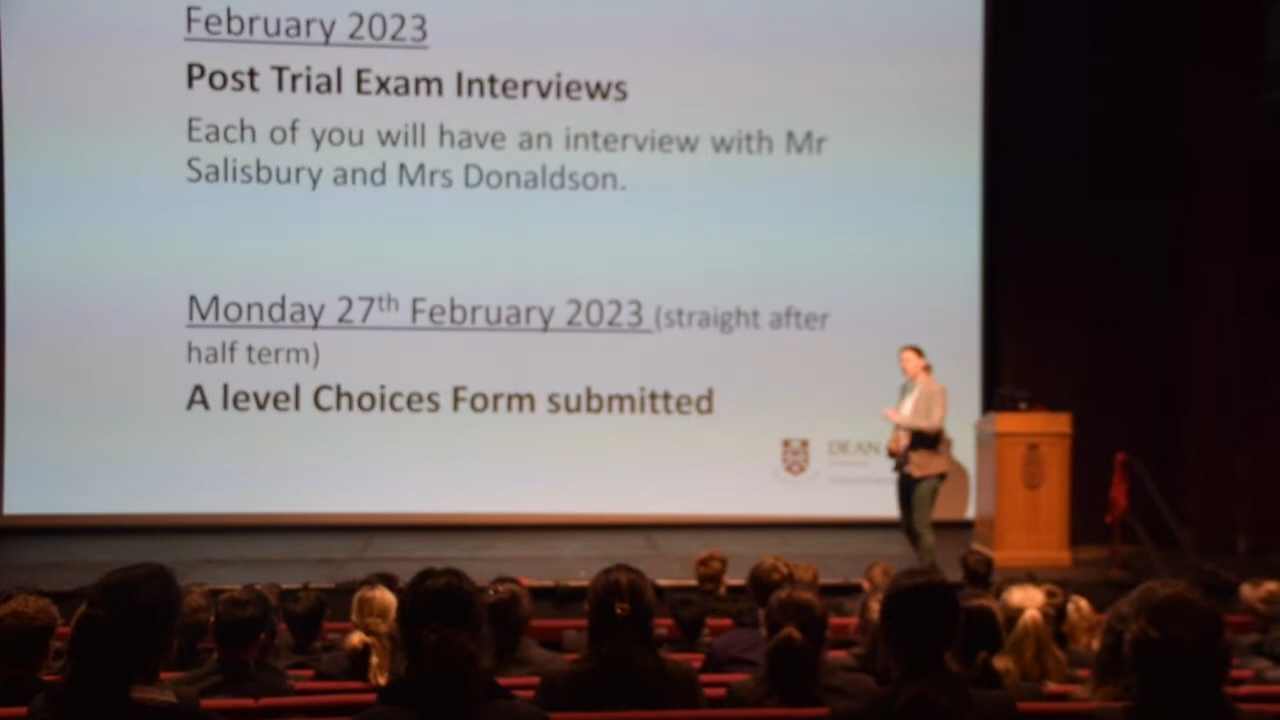 February 2023
Post Trial Exam Interviews
Each of you will have an interview with Mr
Salisbury and Mrs Donaldson.
Monday 27th February 2023 (straight after
half term)
A level Choices Form submitted
DEAN